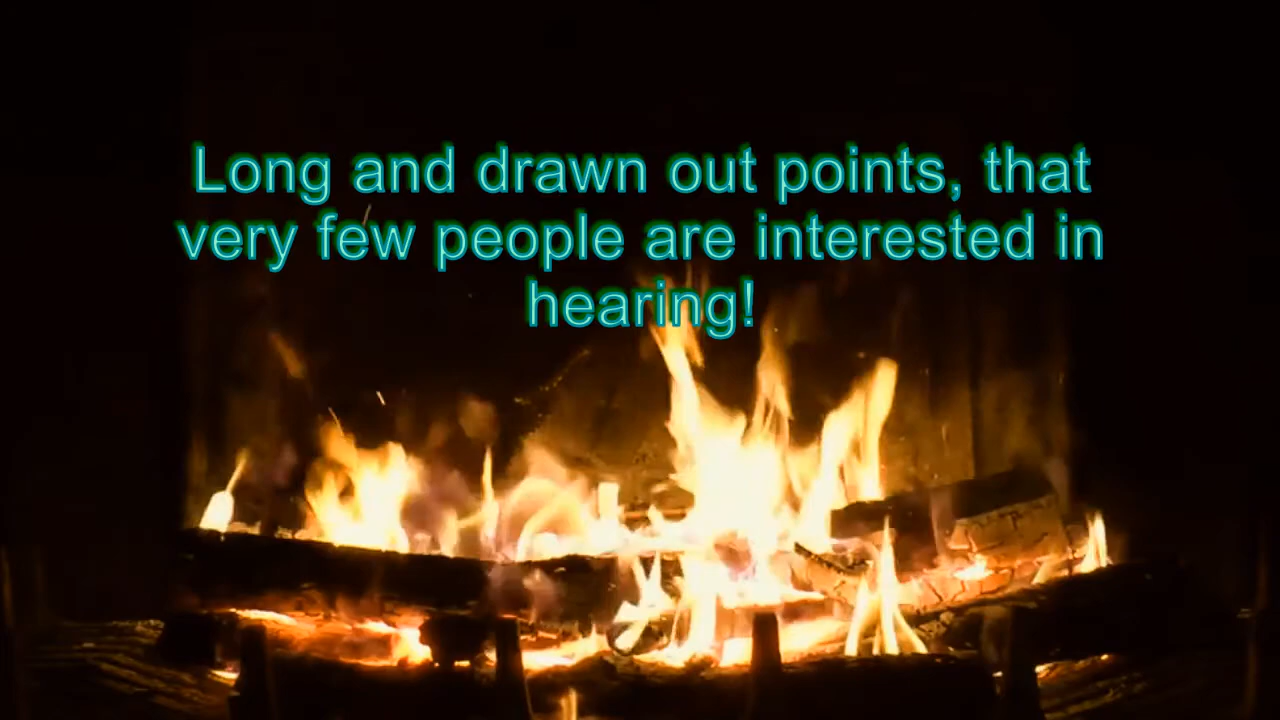 Long and drawn out points, that
very few people are interested in
hearing!